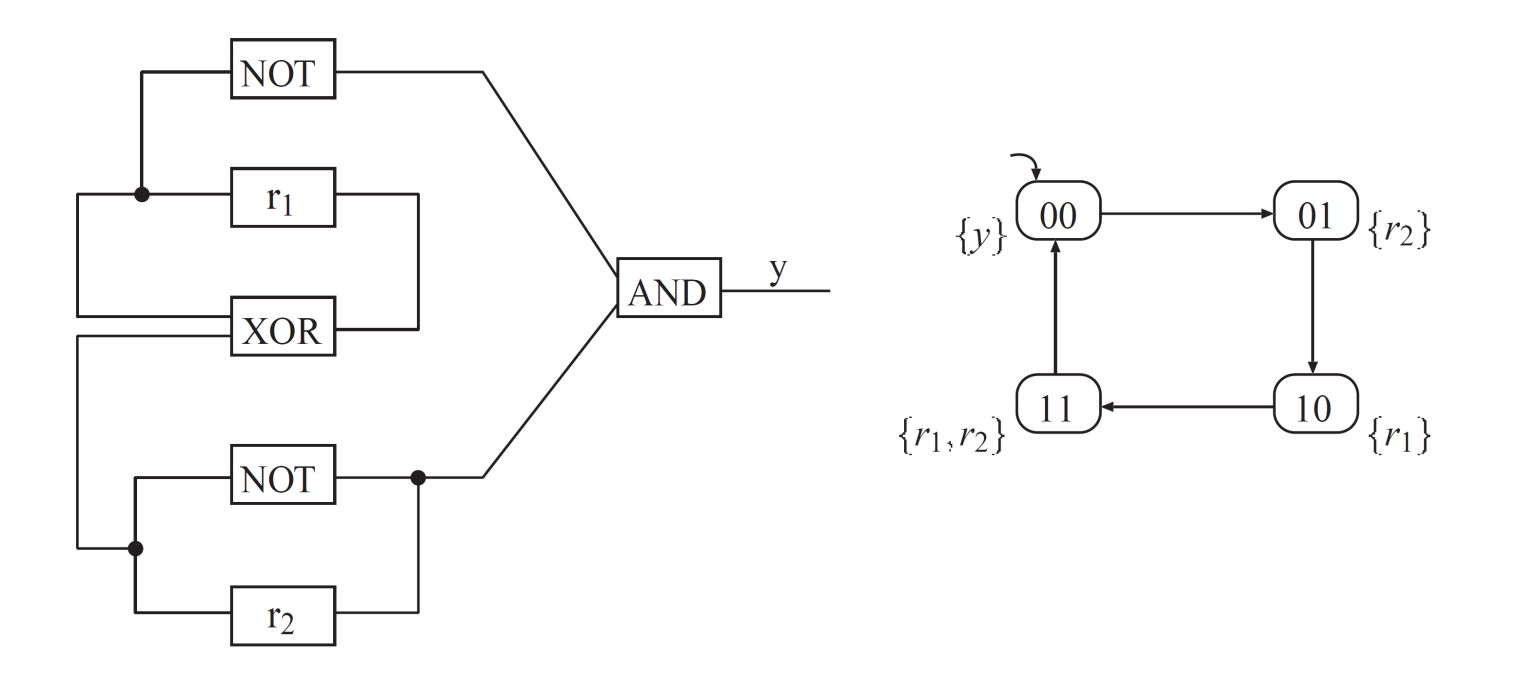 NOT
r₁
XOR
NOT
r₂
AND
y
00
{y}
01
{r₂}
11
{r₁, r₂}
10
{r₁}